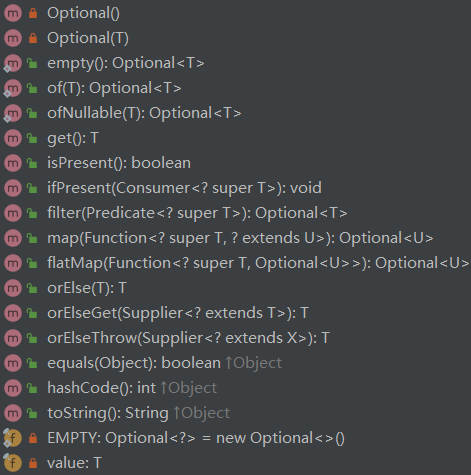 m Optional()
m Optional(T)
m empty(): Optional<T>
m of(T): Optional<T>
m ofNullable(T): Optional<T>
m get(): T
m isPresent(): boolean
m ifPresent(Consumer<? super T>): void
m filter(Predicate<? super T>): Optional<T>
m map(Function<? super T, ? extends U>): Optional<U>
m flatMap(Function<? super T, Optional<U>>): Optional<U>
m orElse(T): T
m orElseGet(Supplier<? extends T>): T
m orElseThrow(Supplier<? extends X>): T
m equals(Object): boolean ↑Object
m hashCode(): int ↑Object
m toString(): String ↑Object
f EMPTY: Optional<?> = new Optional<>()
f value: T